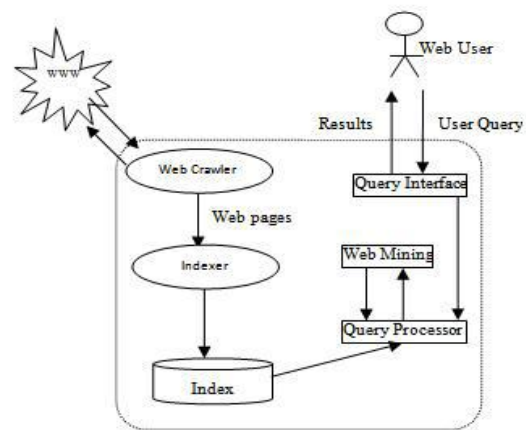 WWW
Web User
Results
User Query
Web Crawler
Query Interface
Web pages
Web Mining
Indexer
Query Processor
Index